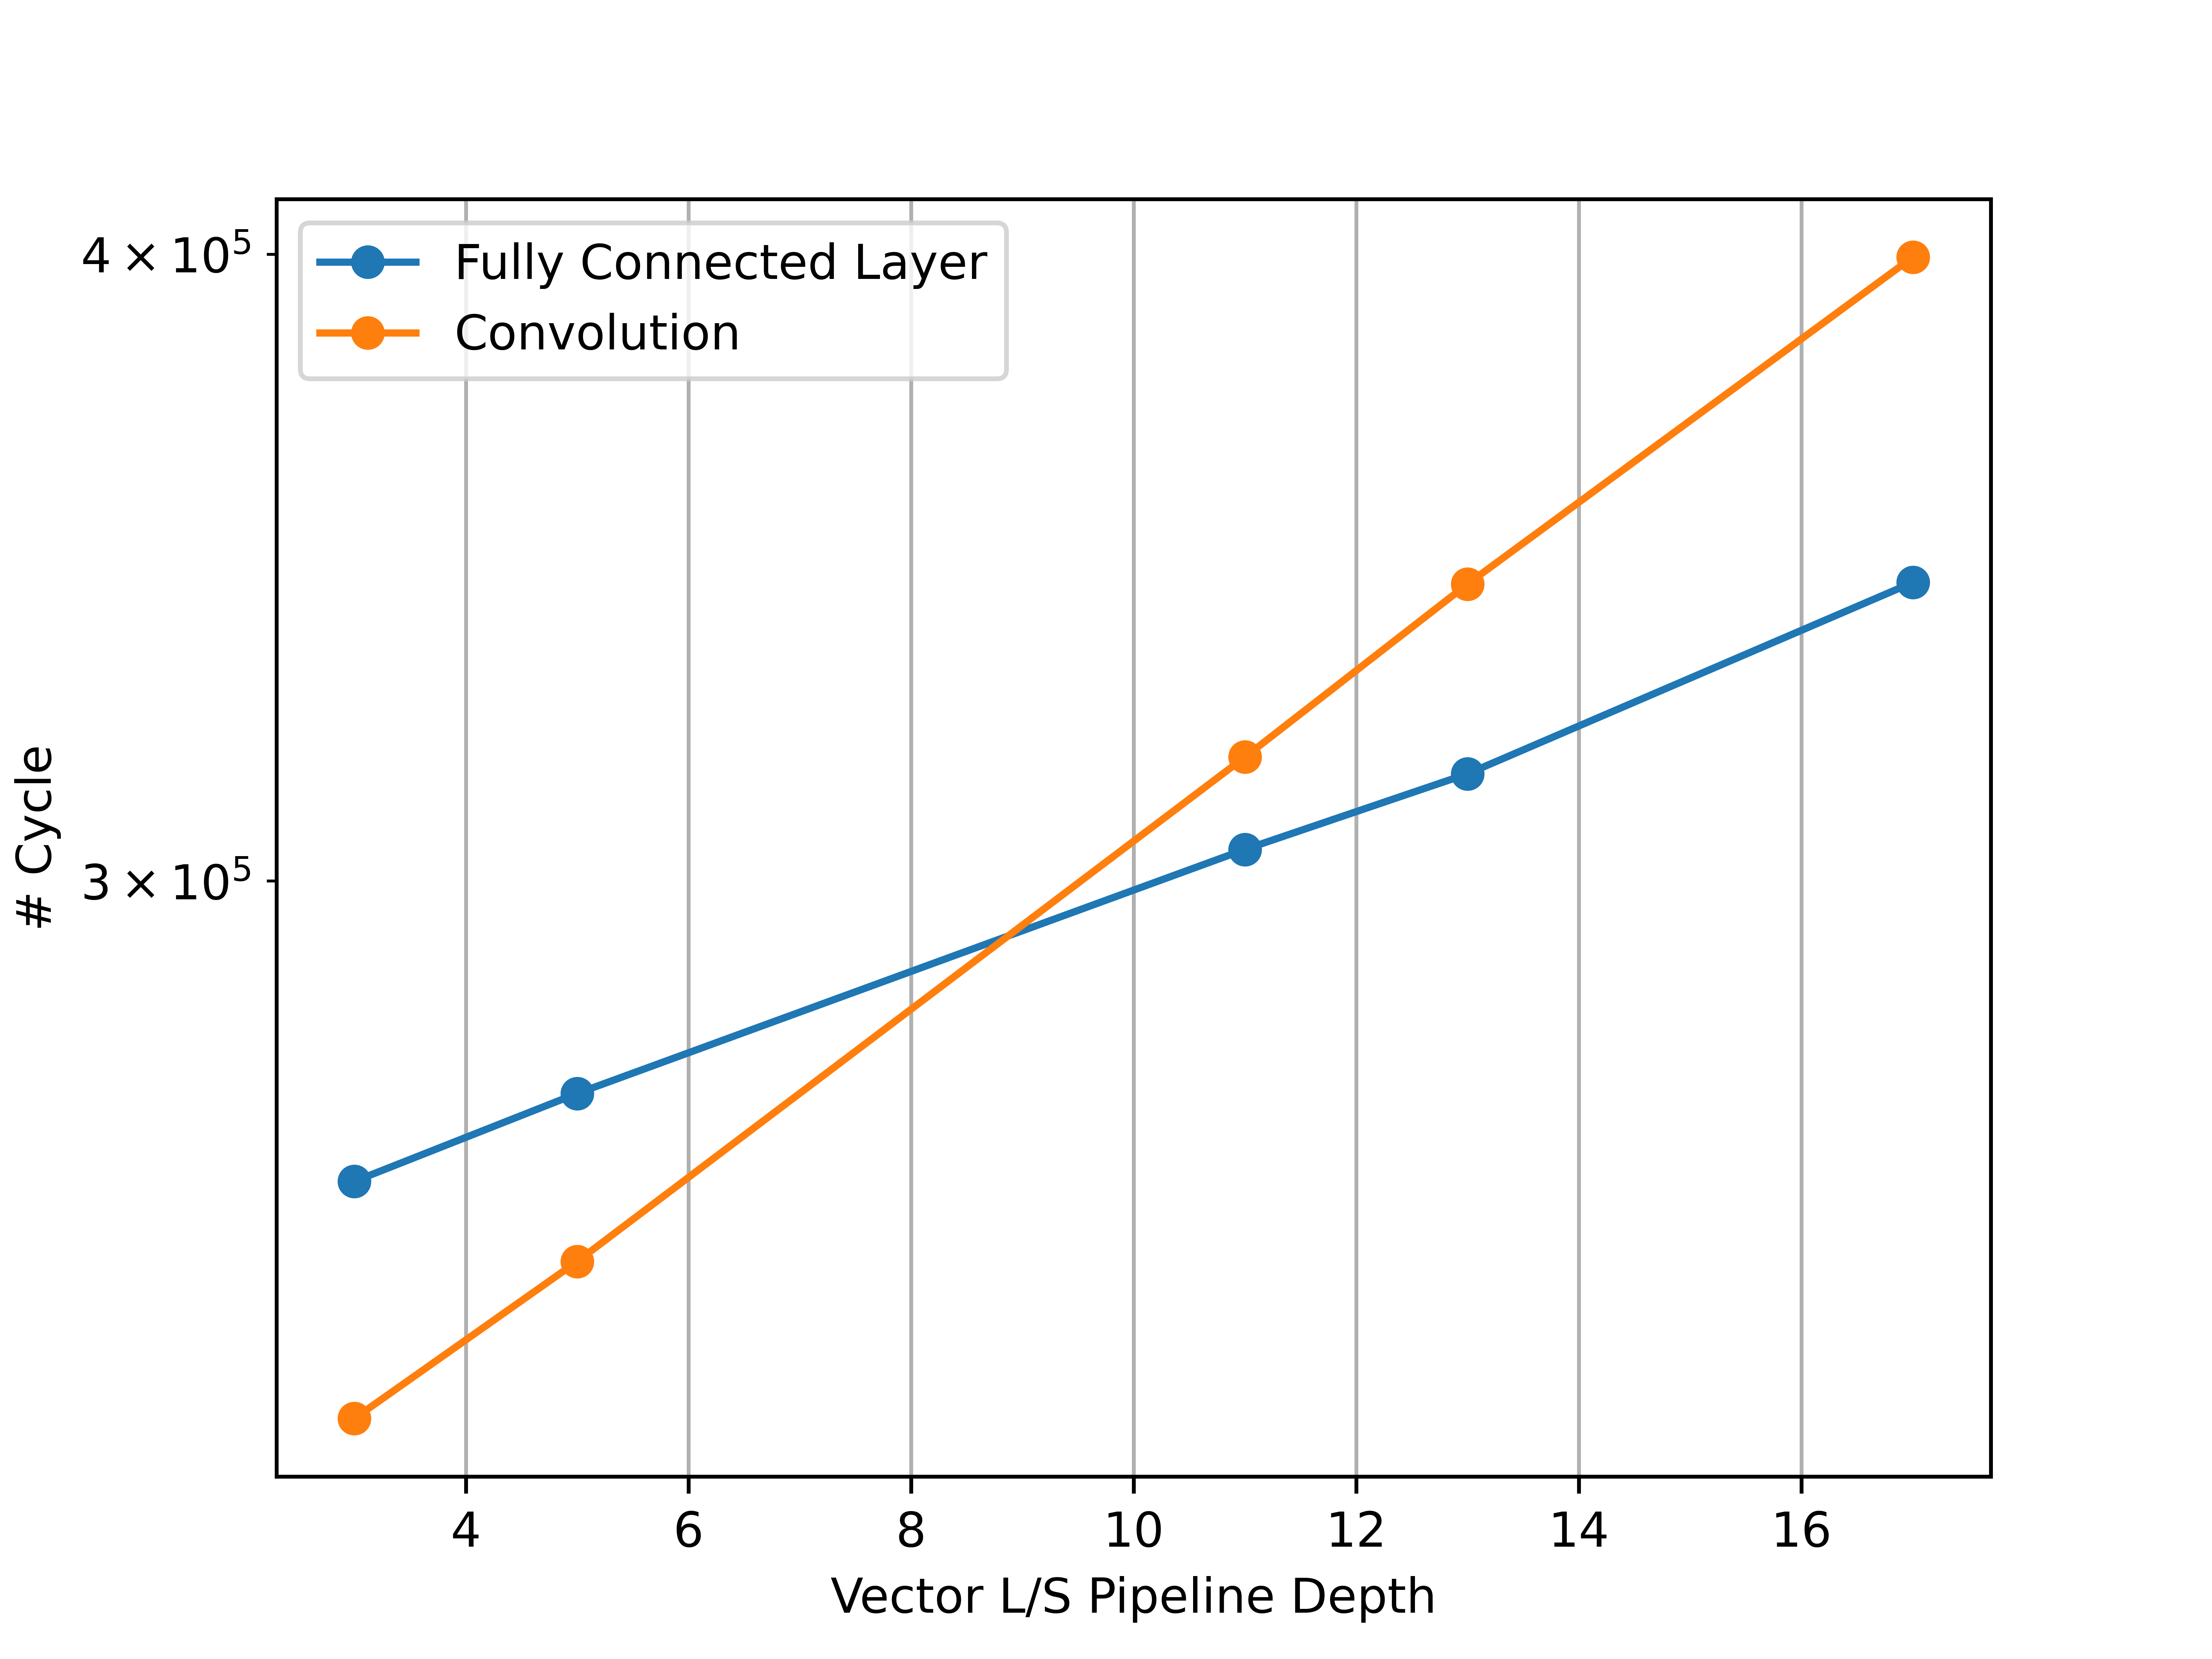 Fully Connected Layer
Convolution
4 × 10⁵
3 × 10⁵
# Cycle
4 6 8 10 12 14 16
Vector L/S Pipeline Depth